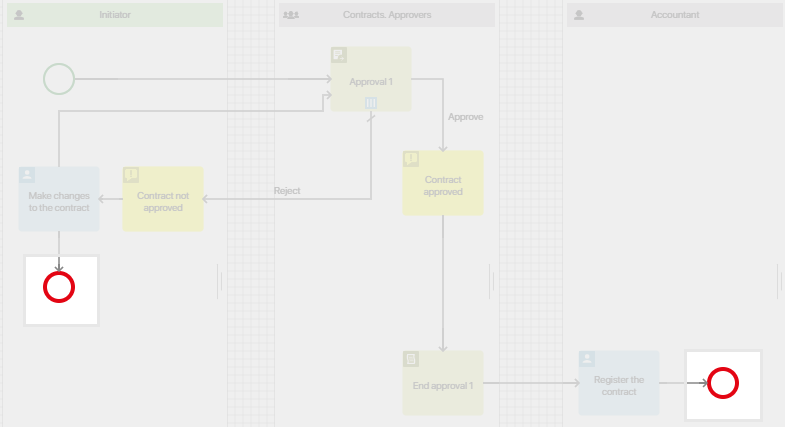 Initiator
Contracts. Approvers
Accountant
Approval 1
Approve
Contract
approved
Reject
Make changes
to the contract
Contract not
approved
End approval 1
Register the
contract